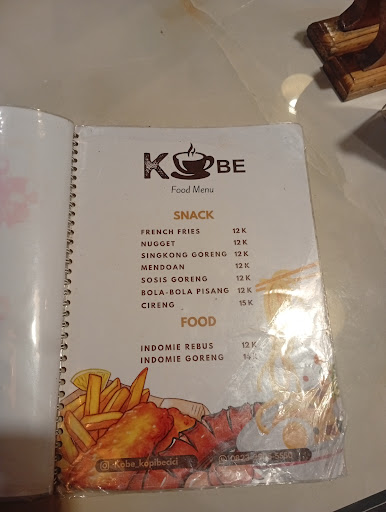 KOBE
Food Menu
SNACK
FRENCH FRIES 12 K
NUGGET 12 K
SINGKONG GORENG 12 K
MENDOAN 12 K
SOSIS GORENG 12 K
BOLA-BOLA PISANG 12 K
CIRENG 15 K
FOOD
INDOMIE REBUS 12 K
INDOMIE GORENG